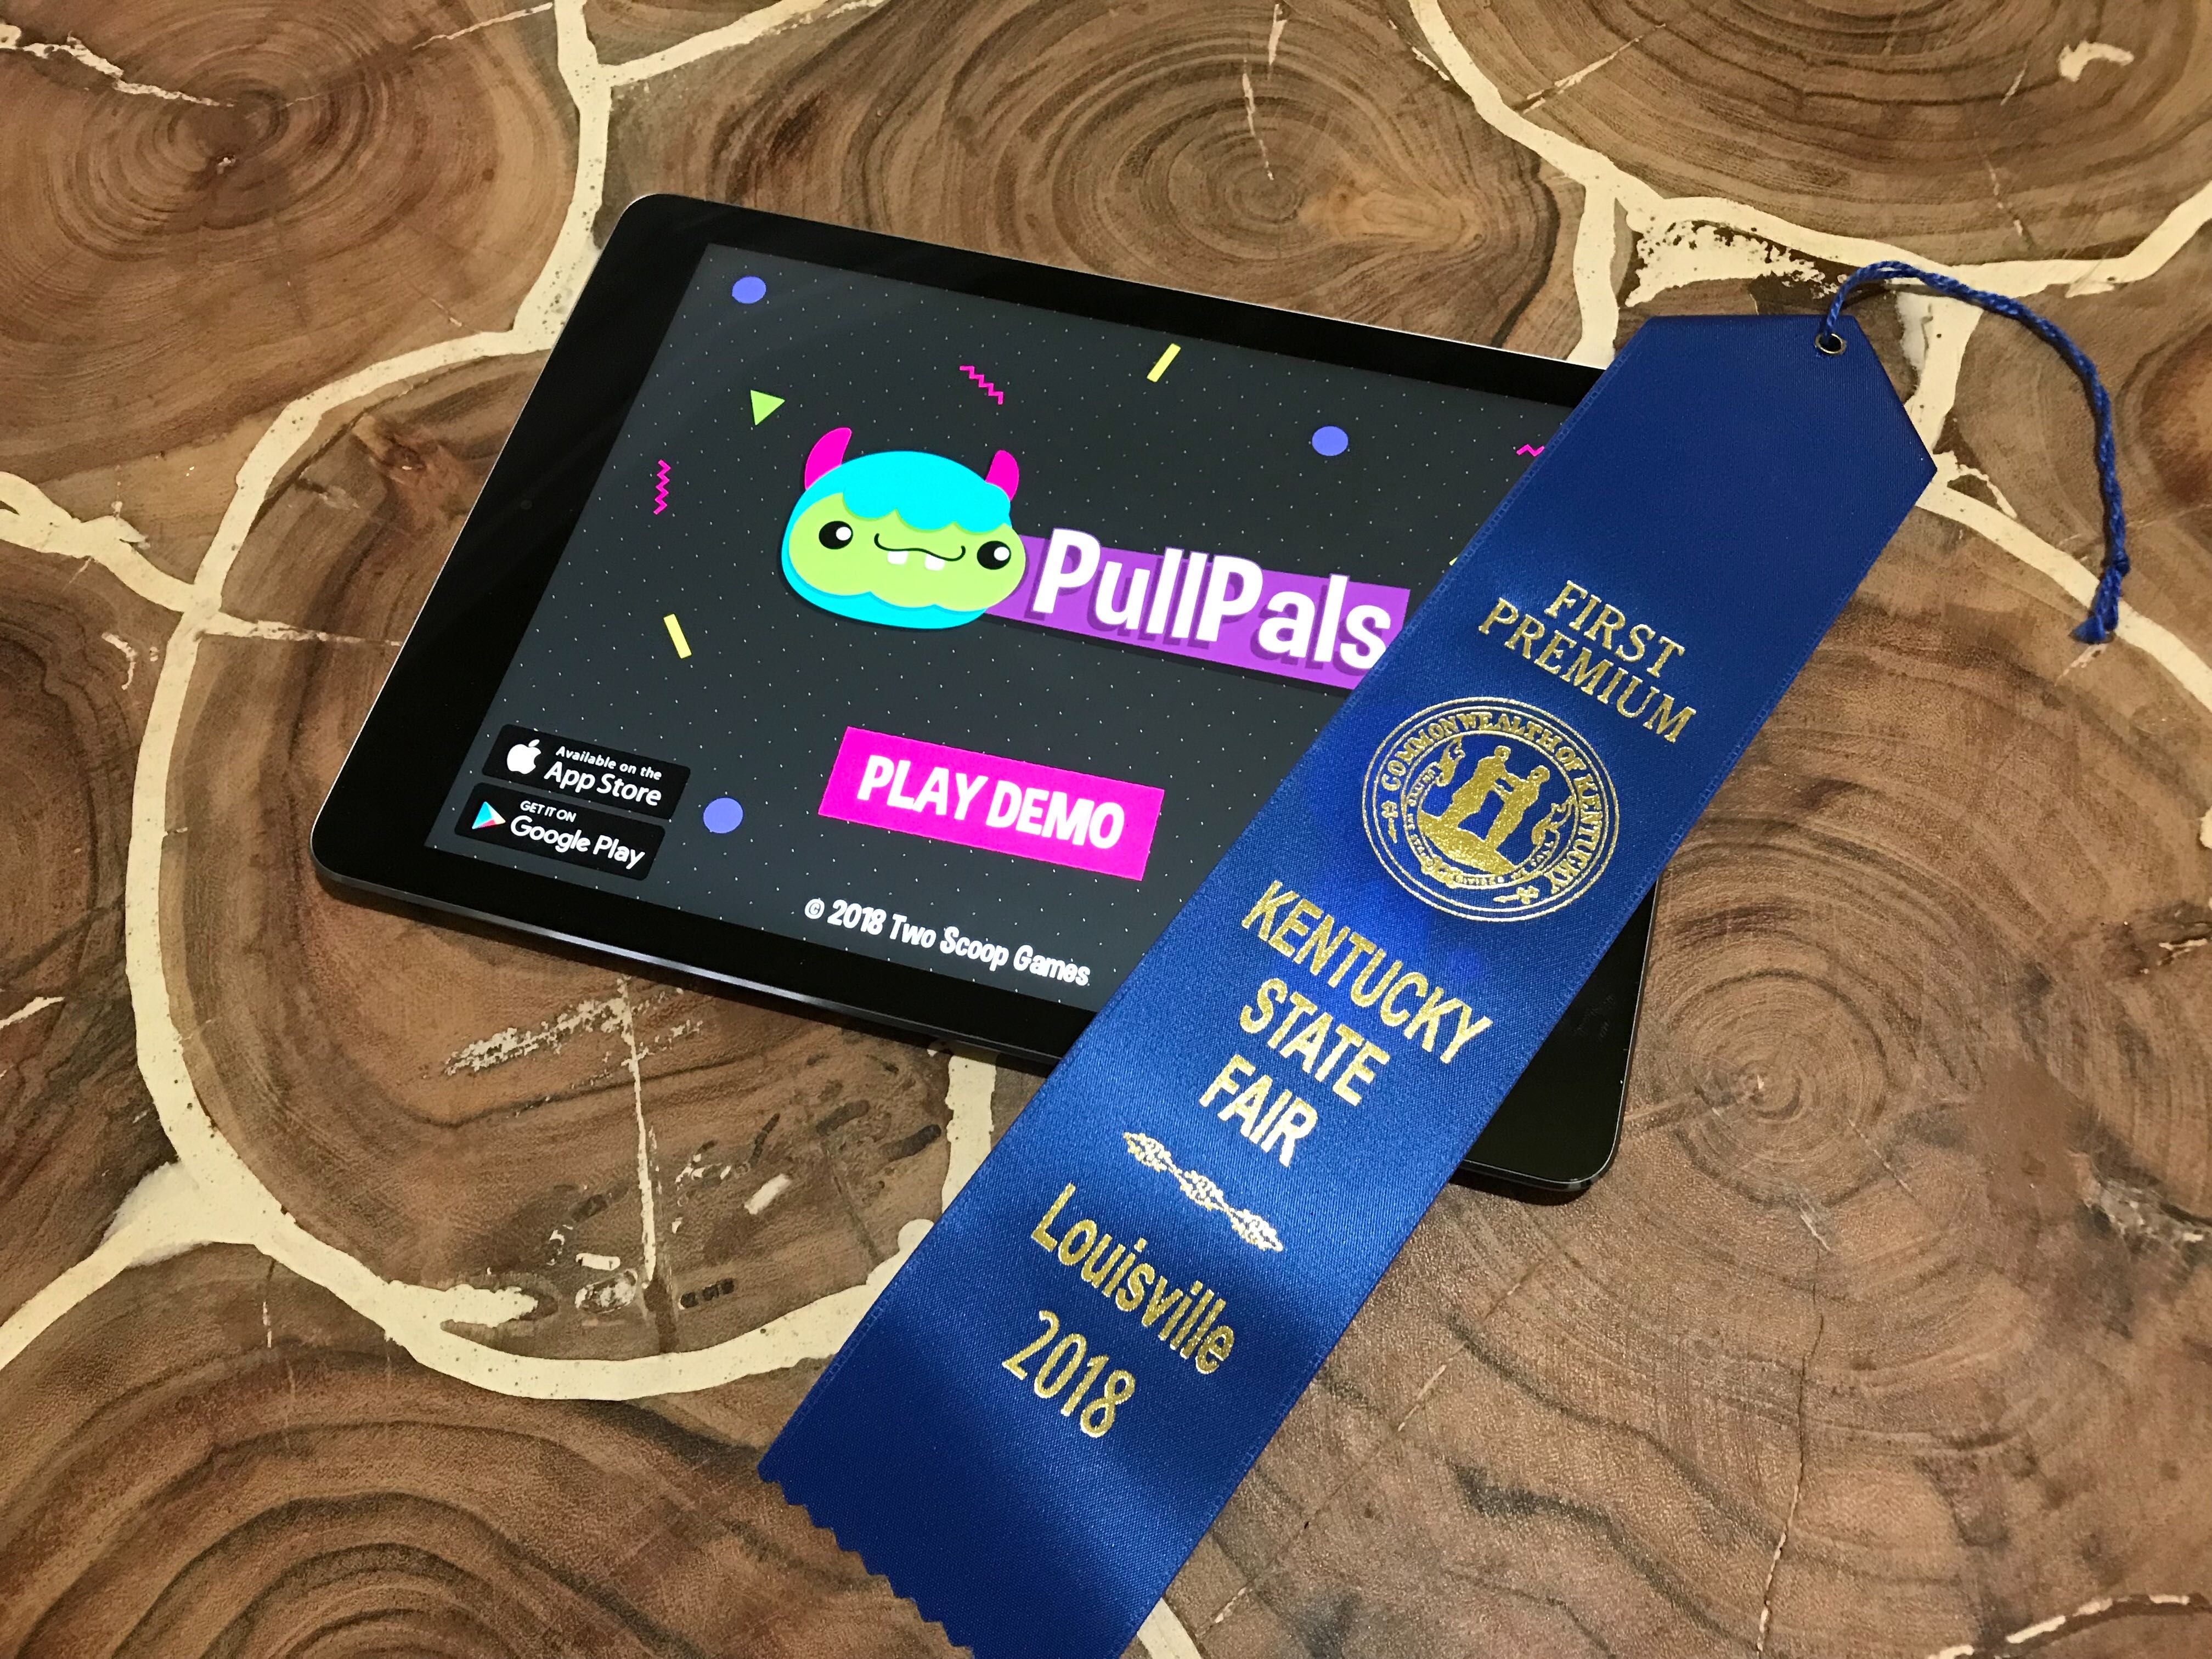 PullPals
PLAY DEMO
Available on the
App Store
GET IT ON
Google Play
© 2018 Two Scoop Games
FIRST
PREMIUM
COMMONWEALTH OF KENTUCKY
KENTUCKY
STATE
FAIR
Louisville
2018